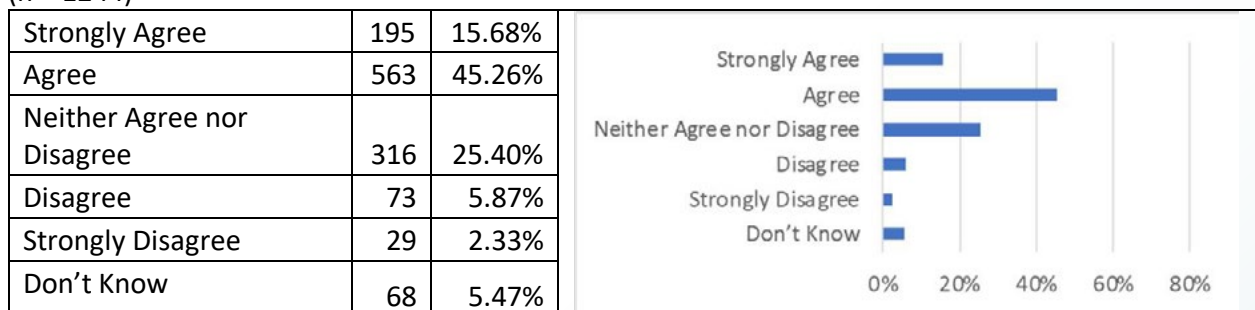 Strongly Agree 195 15.68%
Agree 563 45.26%
Neither Agree nor
Disagree 316 25.40%
Disagree 73 5.87%
Strongly Disagree 29 2.33%
Don’t Know 68 5.47%
Strongly Agree
Agree
Neither Agree nor Disagree
Disagree
Strongly Disagree
Don’t Know
0% 20% 40% 60% 80%